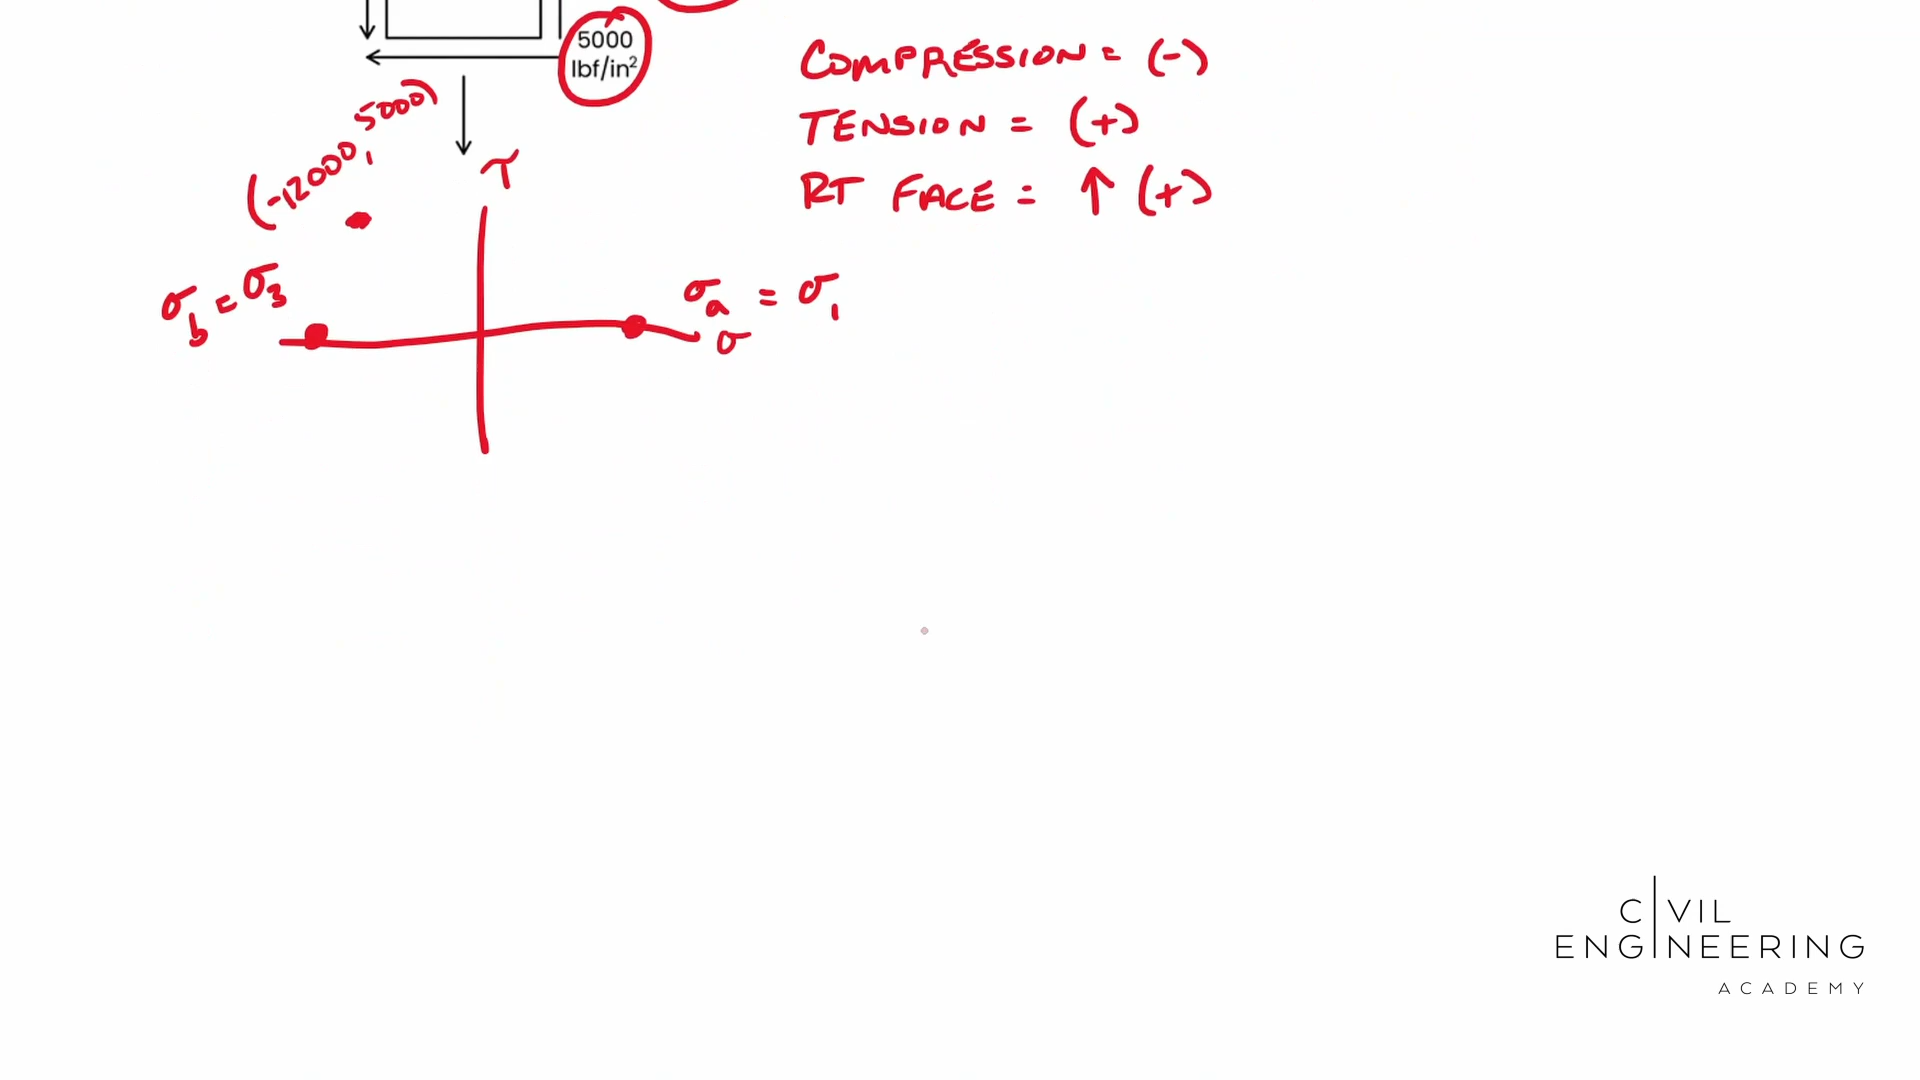 5000
lbf/in²
COMPRESSION = (-)
TENSION = (+)
RT FACE = ↑ (+)
(-12000, 5000)
τ
σb = σ3
σa = σ1
σ
CIVIL
ENGINEERING
ACADEMY